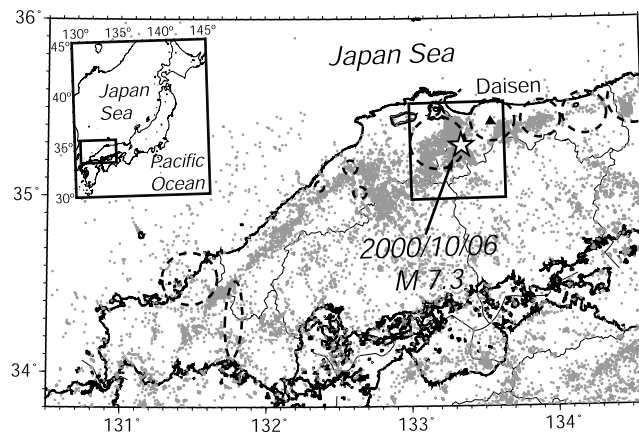 36°
130° 135° 140° 145°
45°
40°
35°
30°
Japan
Sea
Pacific
Ocean
Japan Sea
Daisen
35°
2000/10/06
M 7.3
34°
131° 132° 133° 134°